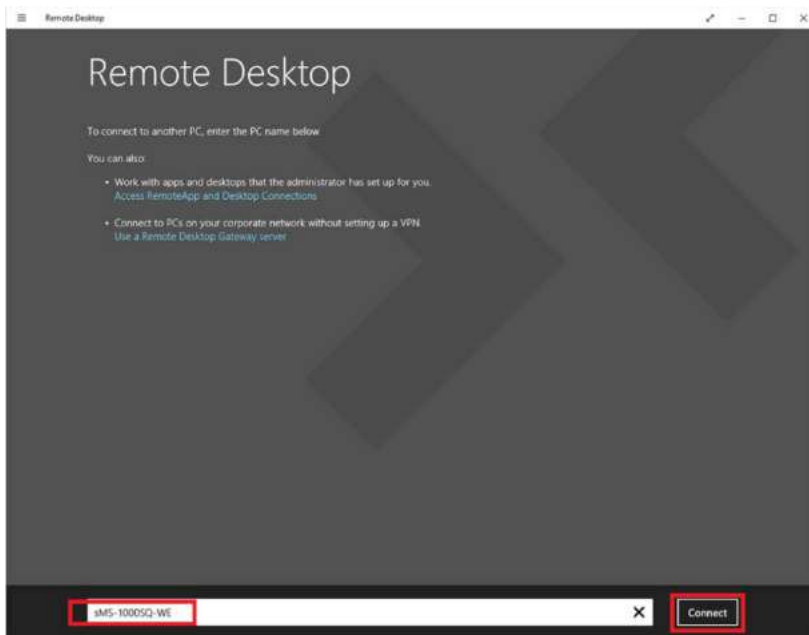 Remote Desktop
Remote Desktop
To connect to another PC, enter the PC name below
You can also:
• Work with apps and desktops that the administrator has set up for you.
Access RemoteApp and Desktop Connections
• Connect to PCs on your corporate network without setting up a VPN
Use a Remote Desktop Gateway server
sMS-1000SQ-WE
Connect